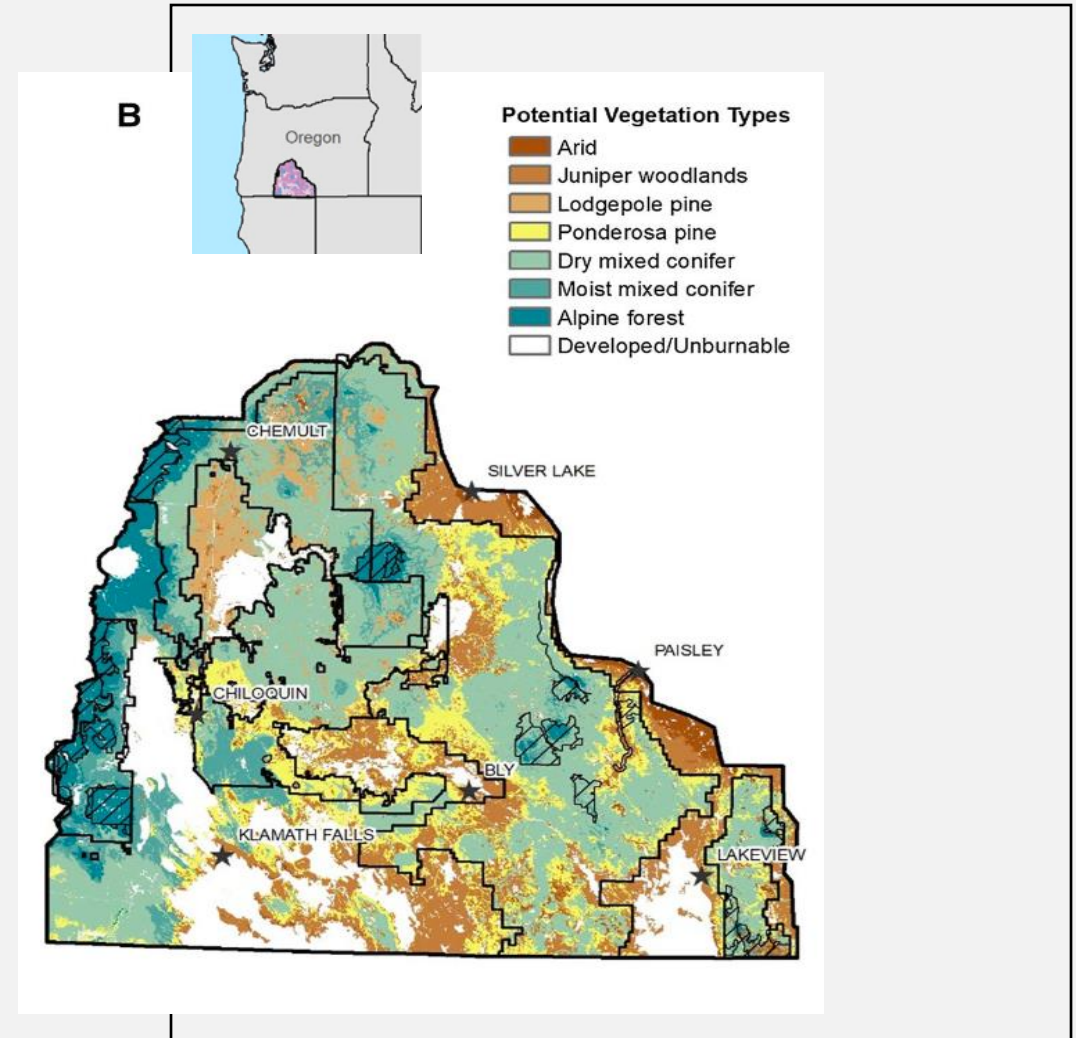 B
Oregon
Potential Vegetation Types
Arid
Juniper woodlands
Lodgepole pine
Ponderosa pine
Dry mixed conifer
Moist mixed conifer
Alpine forest
Developed/Unburnable
CHEMULT
SILVER LAKE
PAISLEY
CHILOQUIN
BLY
KLAMATH FALLS
LAKEVIEW